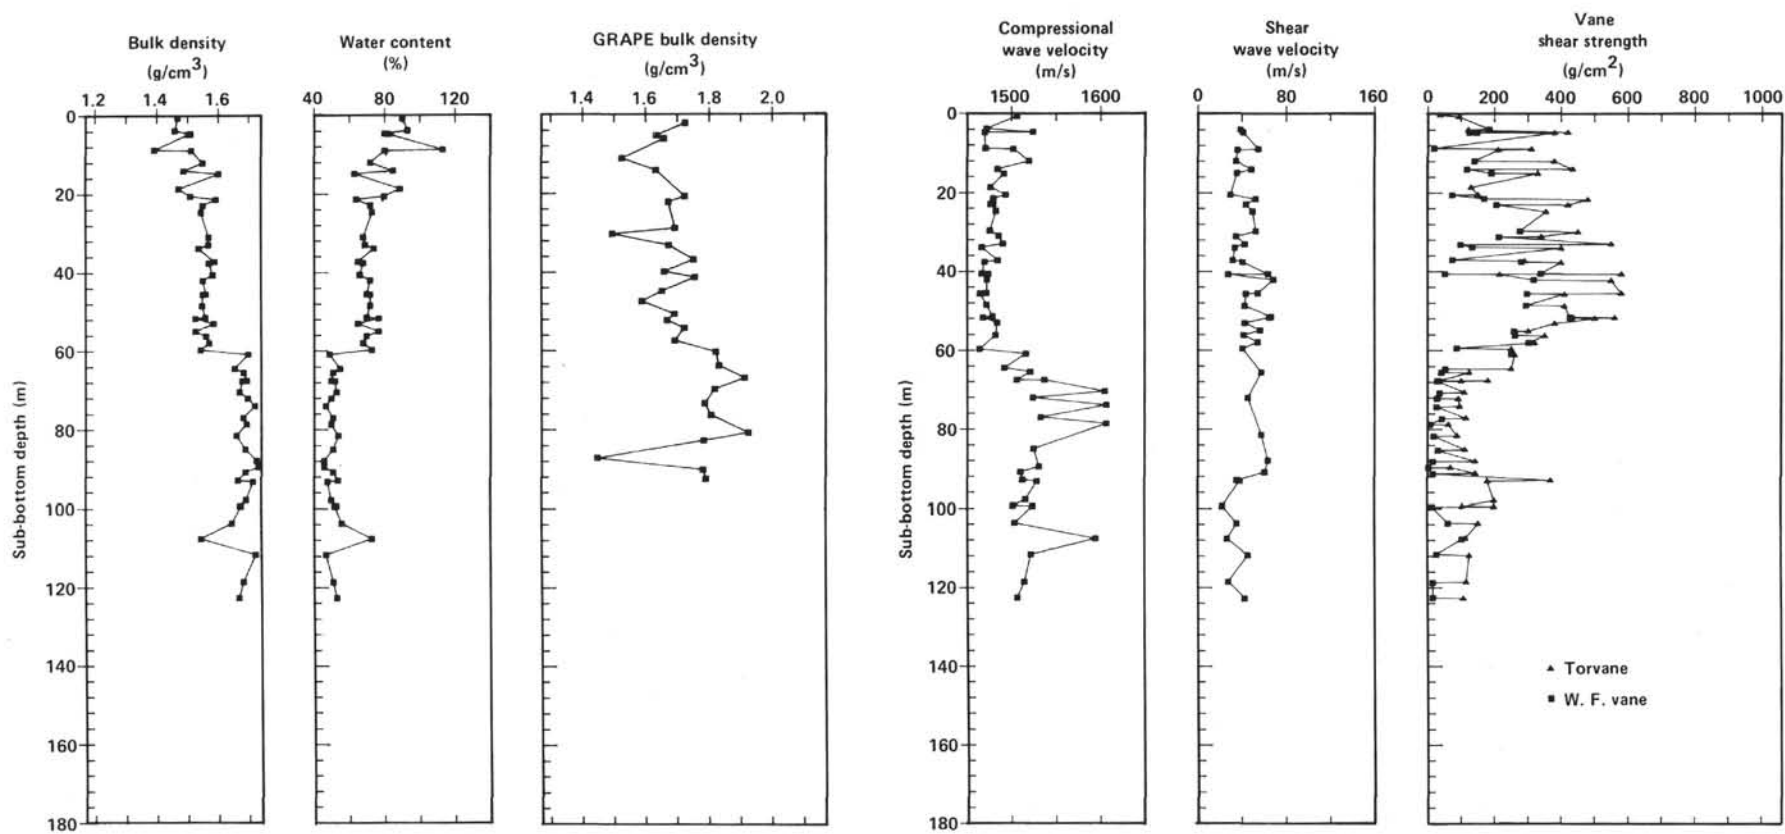 Bulk density
(g/cm3)
1.2 1.4 1.6
Water content
(%)
40 80 120
GRAPE bulk density
(g/cm3)
1.4 1.6 1.8 2.0
Compressional
wave velocity
(m/s)
1500 1600
Shear
wave velocity
(m/s)
0 80 160
Vane
shear strength
(g/cm2)
0 200 400 600 800 1000
Sub-bottom depth (m)
0
20
40
60
80
100
120
140
160
180
Sub-bottom depth (m)
0
20
40
60
80
100
120
140
160
180
Torvane
W. F. vane